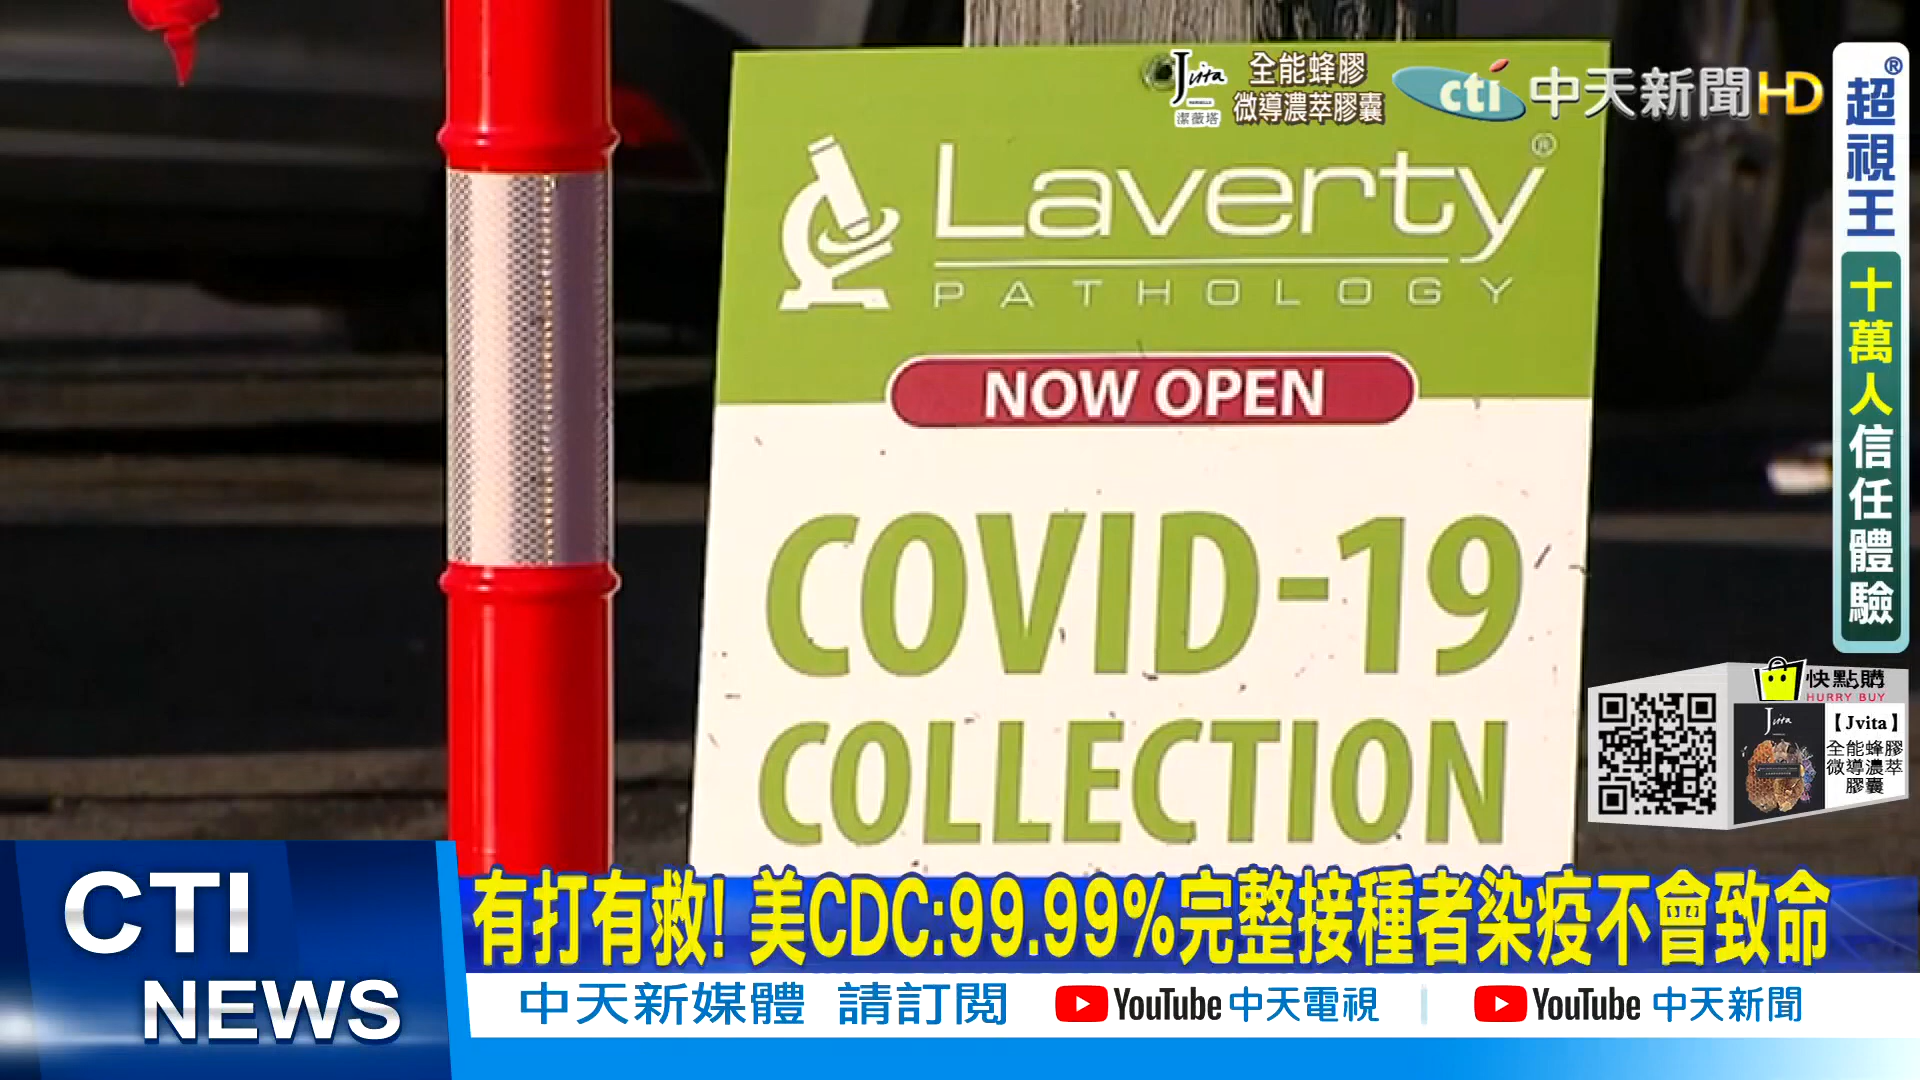 Jvita
潔薇塔
全能蜂膠
微導濃萃膠囊
cti 中天新聞HD
Laverty®
PATHOLOGY
NOW OPEN
COVID-19
COLLECTION
超視王®
十萬人信任體驗
快點購
HURRY BUY
Jvita
【Jvita】
全能蜂膠
微導濃萃
膠囊
CTI
NEWS
有打有救! 美CDC:99.99%完整接種者染疫不會致命
中天新媒體 請訂閱 YouTube 中天電視 | YouTube 中天新聞